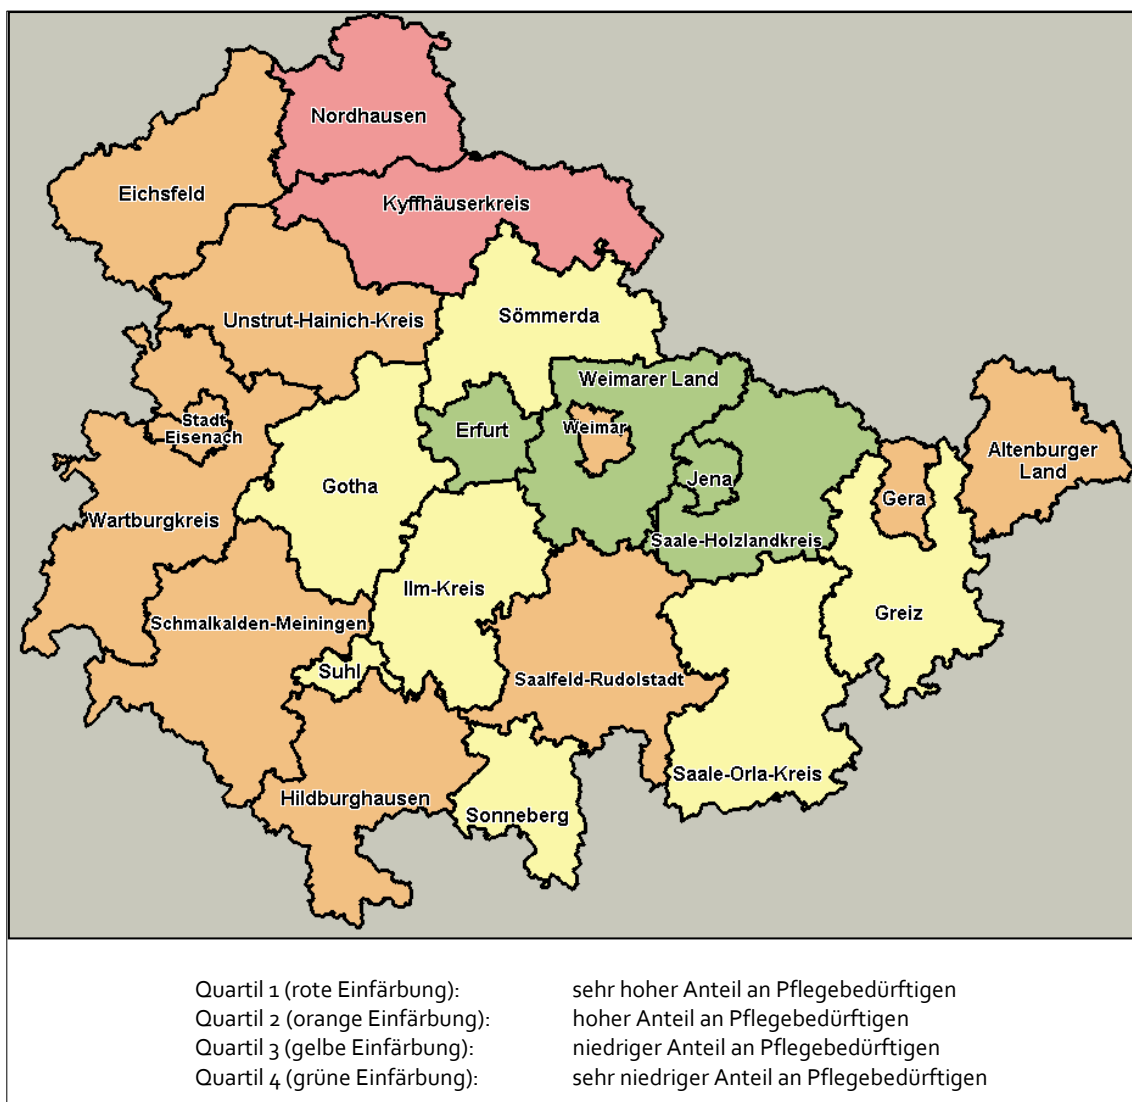 Nordhausen
Eichsfeld
Kyffhäuserkreis
Unstrut-Hainich-Kreis
Sömmerda
Weimarer Land
Stadt
Eisenach
Erfurt
Weimar
Altenburger
Land
Gotha
Jena
Gera
Wartburgkreis
Saale-Holzlandkreis
Ilm-Kreis
Greiz
Schmalkalden-Meiningen
Suhl
Saalfeld-Rudolstadt
Saale-Orla-Kreis
Hildburghausen
Sonneberg
Quartil 1 (rote Einfärbung): sehr hoher Anteil an Pflegebedürftigen
Quartil 2 (orange Einfärbung): hoher Anteil an Pflegebedürftigen
Quartil 3 (gelbe Einfärbung): niedriger Anteil an Pflegebedürftigen
Quartil 4 (grüne Einfärbung): sehr niedriger Anteil an Pflegebedürftigen